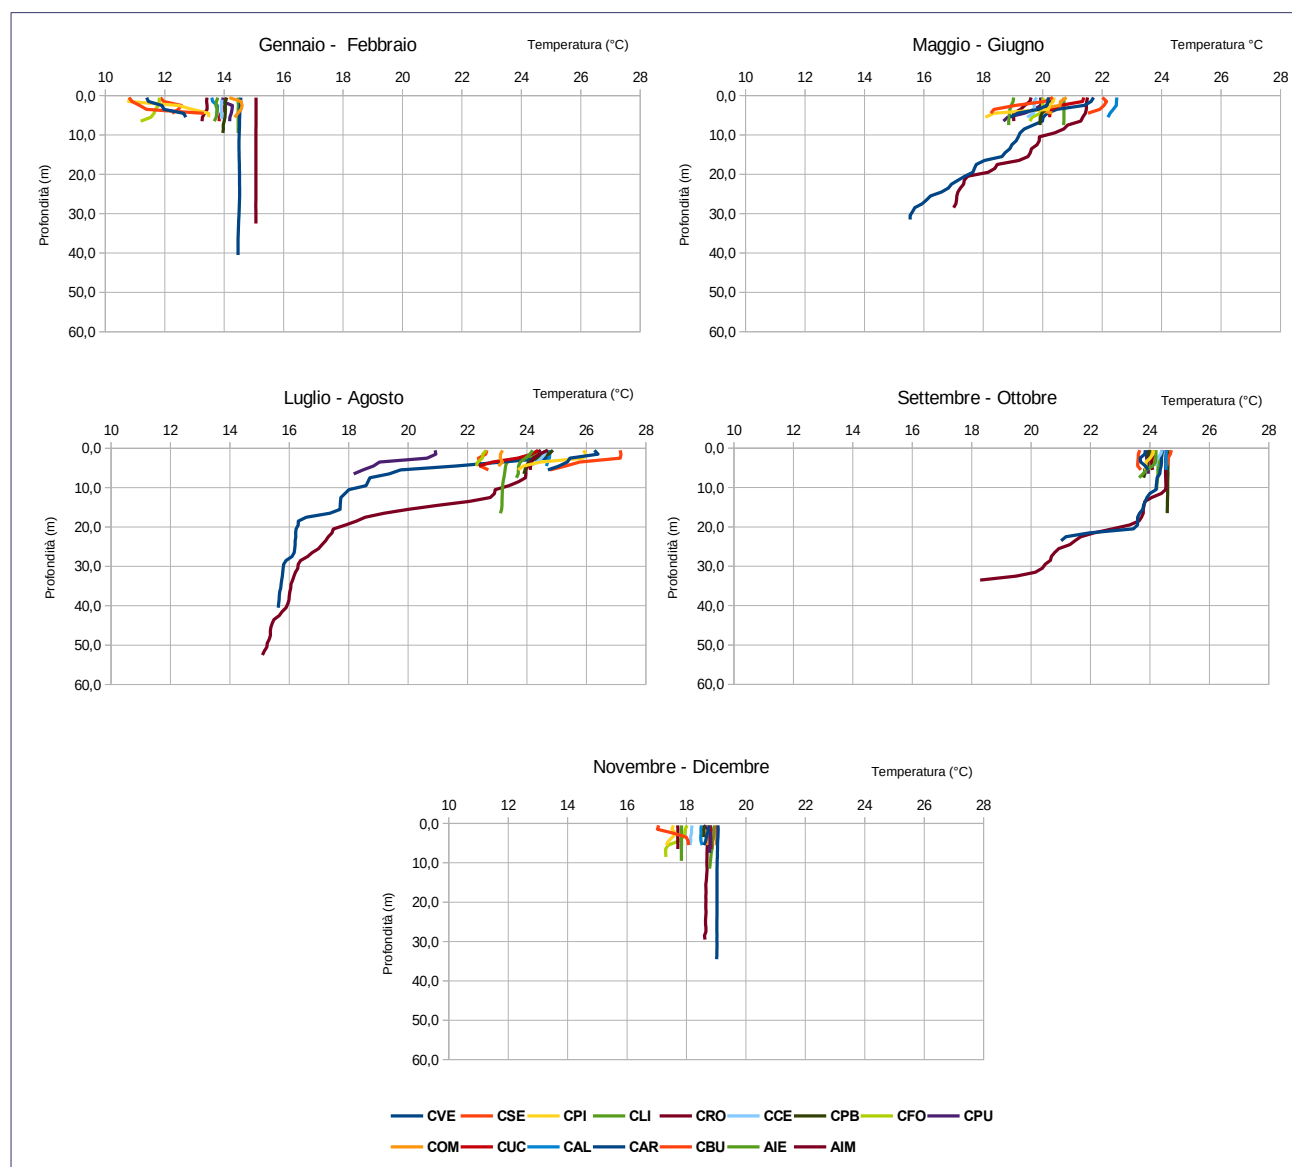 Gennaio - Febbraio
Temperatura (°C)
10 12 14 16 18 20 22 24 26 28
0,0
10,0
20,0
30,0
40,0
50,0
60,0
Profondità (m)
Maggio - Giugno
Temperatura °C
10 12 14 16 18 20 22 24 26 28
0,0
10,0
20,0
30,0
40,0
50,0
60,0
Profondità (m)
Luglio - Agosto
Temperatura (°C)
10 12 14 16 18 20 22 24 26 28
0,0
10,0
20,0
30,0
40,0
50,0
60,0
Profondità (m)
Settembre - Ottobre
Temperatura (°C)
10 12 14 16 18 20 22 24 26 28
0,0
10,0
20,0
30,0
40,0
50,0
60,0
Profondità (m)
Novembre - Dicembre
Temperatura (°C)
10 12 14 16 18 20 22 24 26 28
0,0
10,0
20,0
30,0
40,0
50,0
60,0
Profondità (m)
CVE CSE CPI CLI CRO CCE CPB CFO CPU
COM CUC CAL CAR CBU AIE AIM